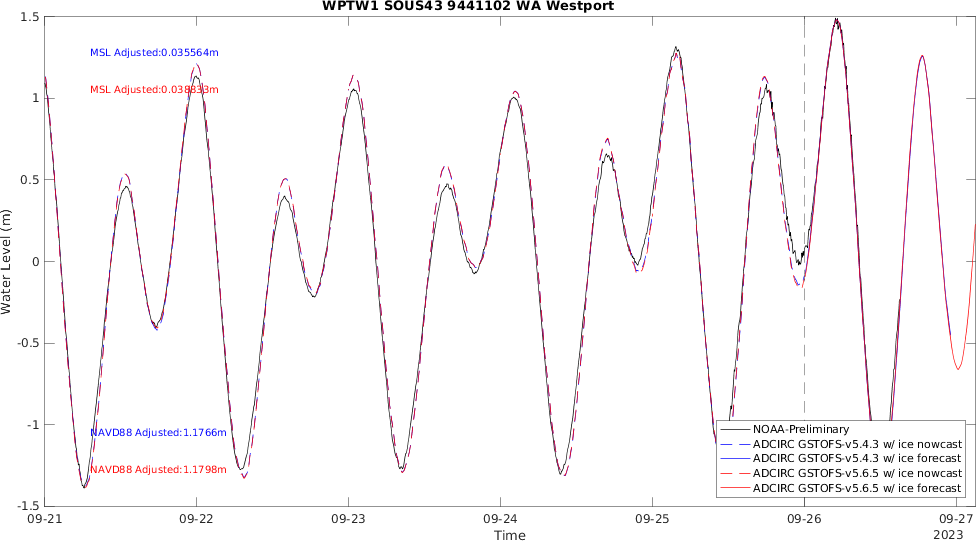 WPTW1 SOUS43 9441102 WA Westport
1.5
1
0.5
0
-0.5
-1
-1.5
Water Level (m)
MSL Adjusted:0.035564m
MSL Adjusted:0.038833m
NAVD88 Adjusted:1.1766m
NAVD88 Adjusted:1.1798m
NOAA-Preliminary
ADCIRC GSTOFS-v5.4.3 w/ ice nowcast
ADCIRC GSTOFS-v5.4.3 w/ ice forecast
ADCIRC GSTOFS-v5.6.5 w/ ice nowcast
ADCIRC GSTOFS-v5.6.5 w/ ice forecast
09-21 09-22 09-23 09-24 09-25 09-26 09-27
Time
2023